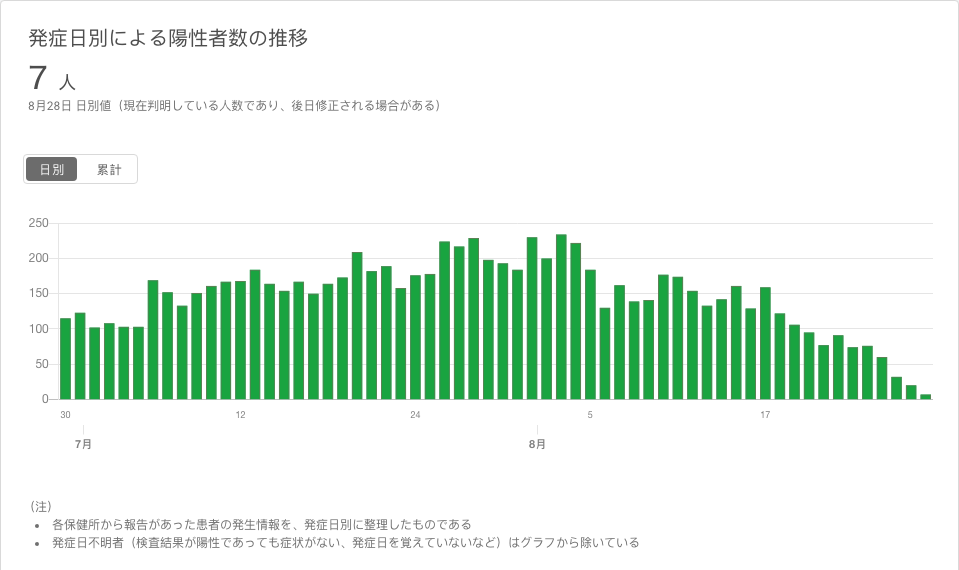 発症日別による陽性者数の推移
7 人
8月28日 日別値（現在判明している人数であり、後日修正される場合がある）
日別 累計
250
200
150
100
50
0
30 12 24 5 17
7月 8月
（注）
• 各保健所から報告があった患者の発生情報を、発症日別に整理したものである
• 発症日不明者（検査結果が陽性であっても症状がない、発症日を覚えていないなど）はグラフから除いている